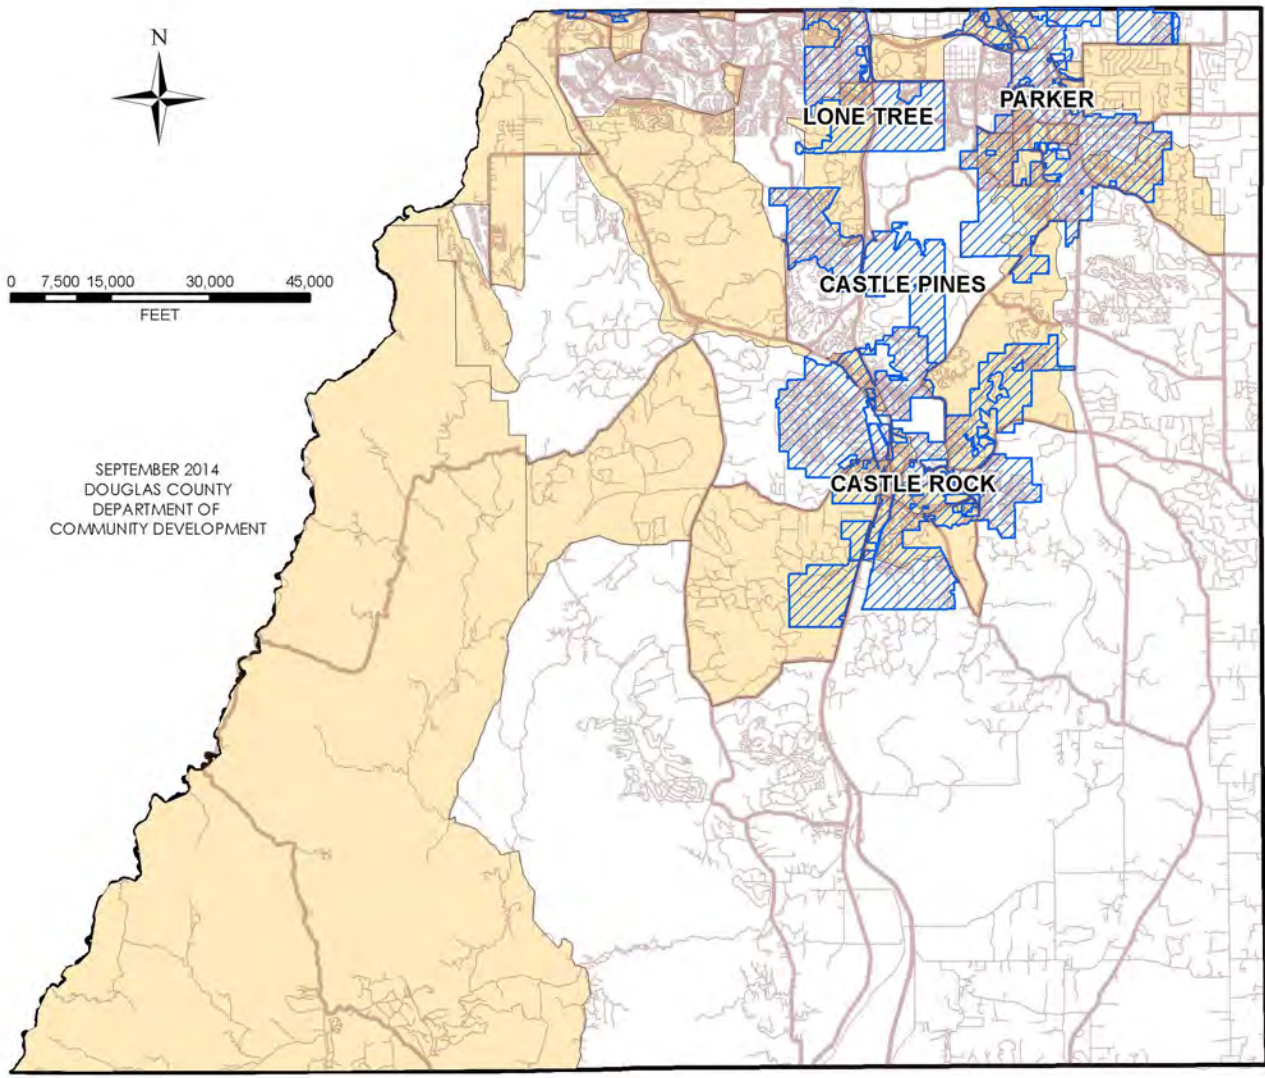 N
PARKER
LONE TREE
0 7,500 15,000 30,000 45,000
FEET
CASTLE PINES
SEPTEMBER 2014
DOUGLAS COUNTY
DEPARTMENT OF
COMMUNITY DEVELOPMENT
CASTLE ROCK